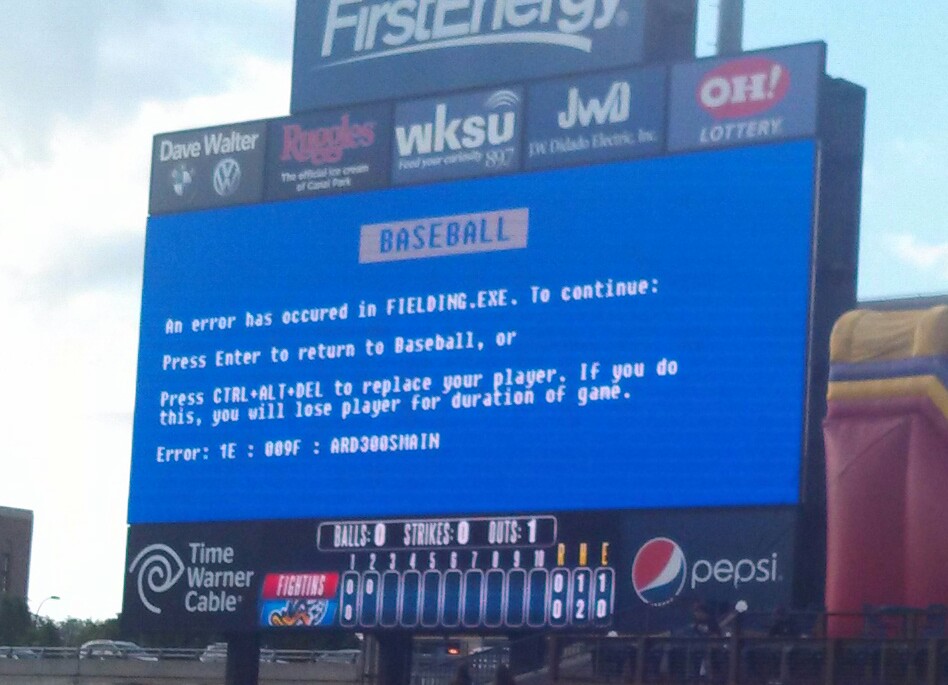 FirstEnergy®
Dave Walter
Ruggles
The official ice cream
of Canal Park
wksu
Feed your curiosity 89.7
JWD
J.W. Didado Electric, Inc.
OH!
LOTTERY
BASEBALL
An error has occured in FIELDING.EXE. To continue:
Press Enter to return to Baseball, or
Press CTRL+ALT+DEL to replace your player. If you do
this, you will lose player for duration of game.
Error: 1E : 009F : ARD300SMAIN
BALLS: 0 STRIKES: 0 OUTS: 1
1 2 3 4 5 6 7 8 9 10 R H E
FIGHTINS 0 0 0 1 1
0 0 2 0
Time
Warner
Cable®
pepsi